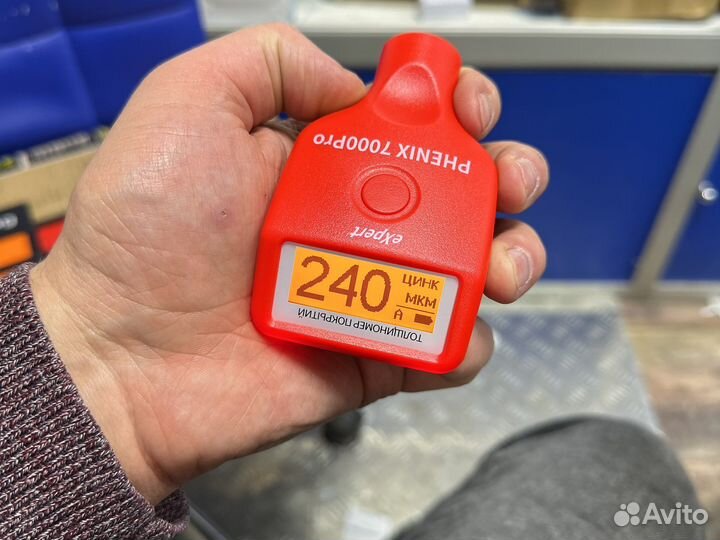 PHENIX 7000Pro
eXpert
240 ЦИНК
МКМ
A
ТОЛЩИНОМЕР ПОКРЫТИЙ
Avito